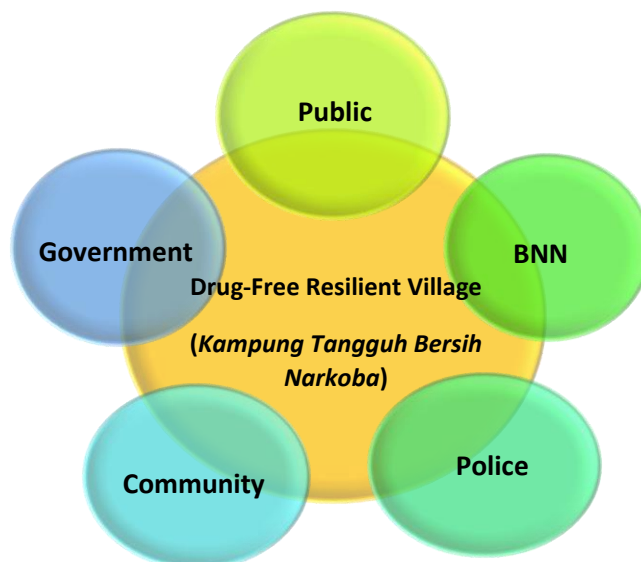 Public
Government
BNN
Drug-Free Resilient Village
(Kampung Tangguh Bersih
Narkoba)
Community
Police